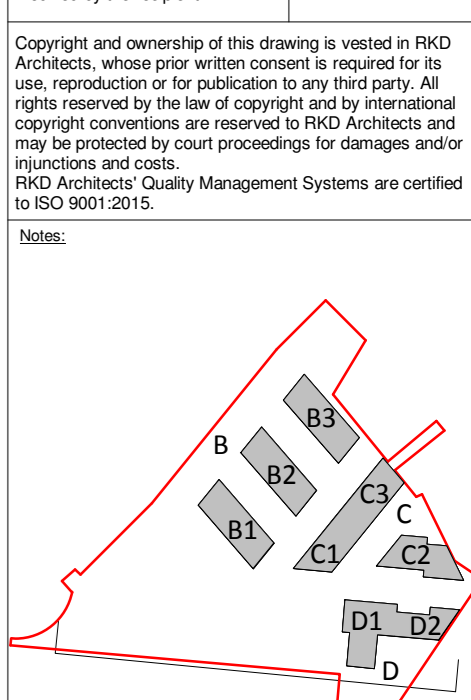 Copyright and ownership of this drawing is vested in RKD
Architects, whose prior written consent is required for its
use, reproduction or for publication to any third party. All
rights reserved by the law of copyright and by international
copyright conventions are reserved to RKD Architects and
may be protected by court proceedings for damages and/or
injunctions and costs.
RKD Architects' Quality Management Systems are certified
to ISO 9001:2015.
Notes:
B3
B
B2
C3
B1
C
C1
C2
D1
D2
D